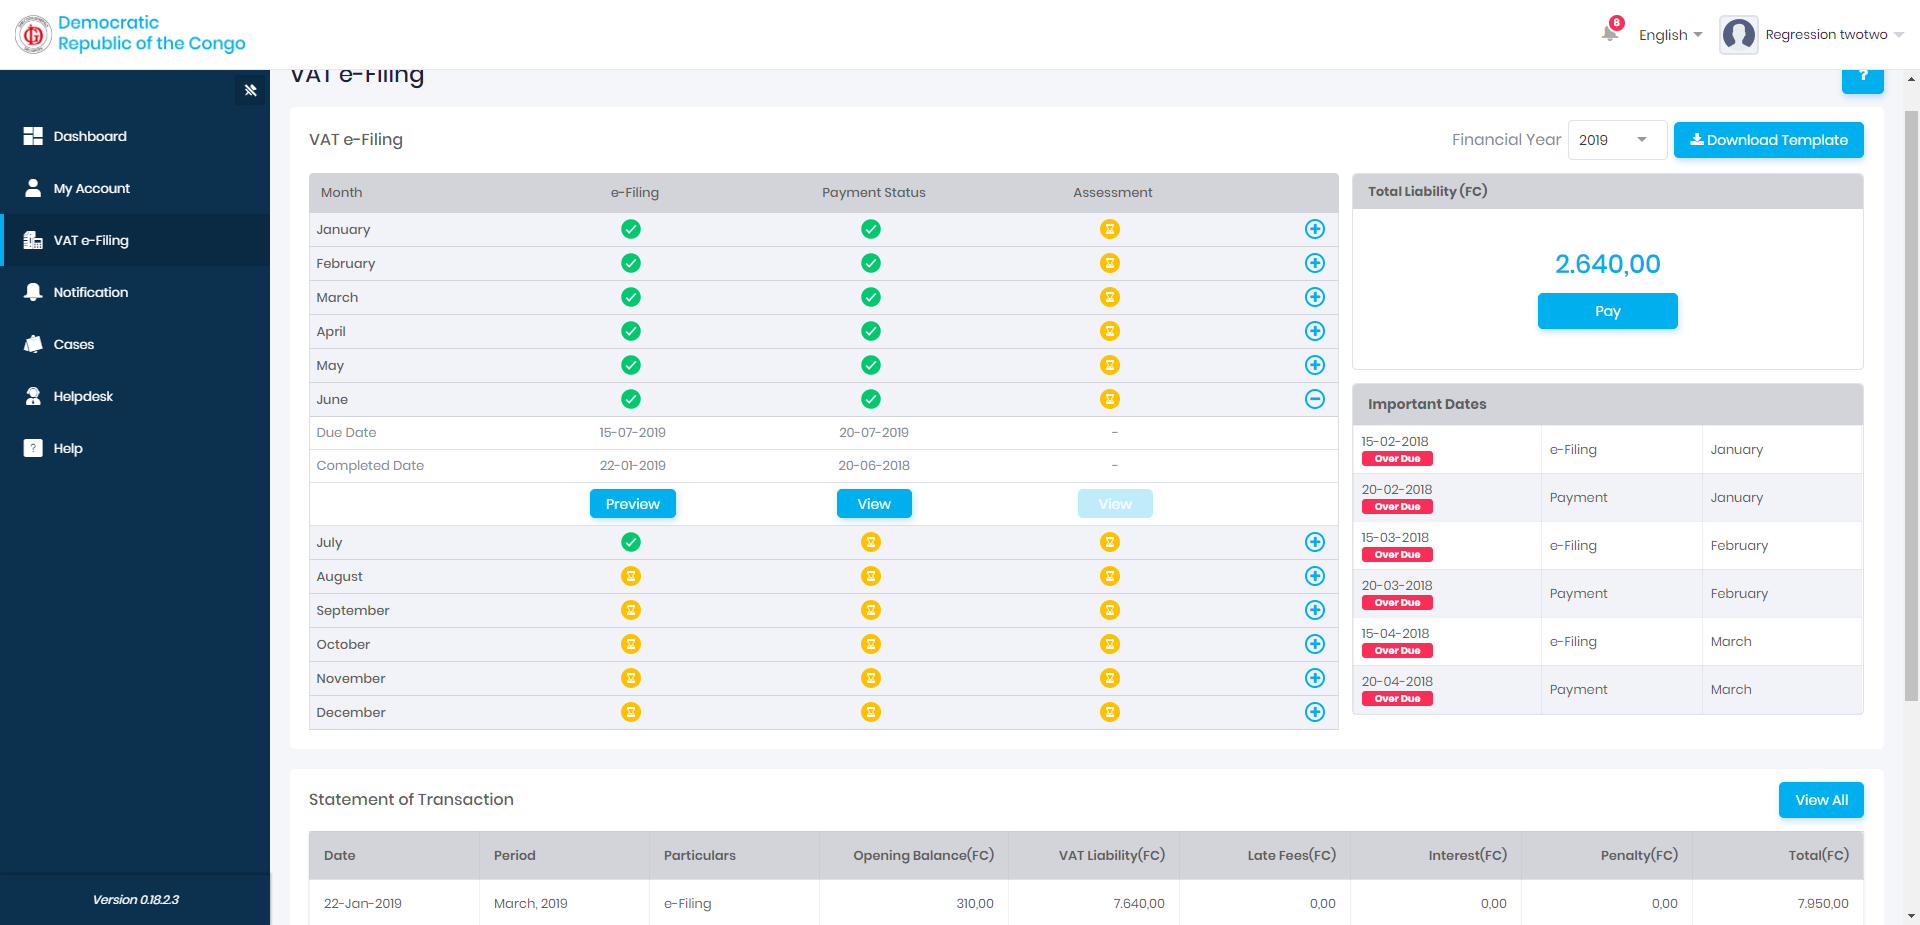 Democratic
Republic of the Congo
8
English
Regression twotwo
Dashboard
My Account
VAT e-Filing
Notification
Cases
Helpdesk
? Help
Version 0.18.2.3
VAT e-Filing
?
VAT e-Filing
Financial Year 2019 Download Template
Month e-Filing Payment Status Assessment
January
February
March
April
May
June
Due Date 15-07-2019 20-07-2019 -
Completed Date 22-01-2019 20-06-2018 -
Preview View View
July
August
September
October
November
December
Total Liability (FC)
2.640,00
Pay
Important Dates
15-02-2018
Over Due
e-Filing January
20-02-2018
Over Due
Payment January
15-03-2018
Over Due
e-Filing February
20-03-2018
Over Due
Payment February
15-04-2018
Over Due
e-Filing March
20-04-2018
Over Due
Payment March
Statement of Transaction
View All
Date Period Particulars Opening Balance(FC) VAT Liability(FC) Late Fees(FC) Interest(FC) Penalty(FC) Total(FC)
22-Jan-2019 March, 2019 e-Filing 310,00 7.640,00 0,00 0,00 0,00 7.950,00